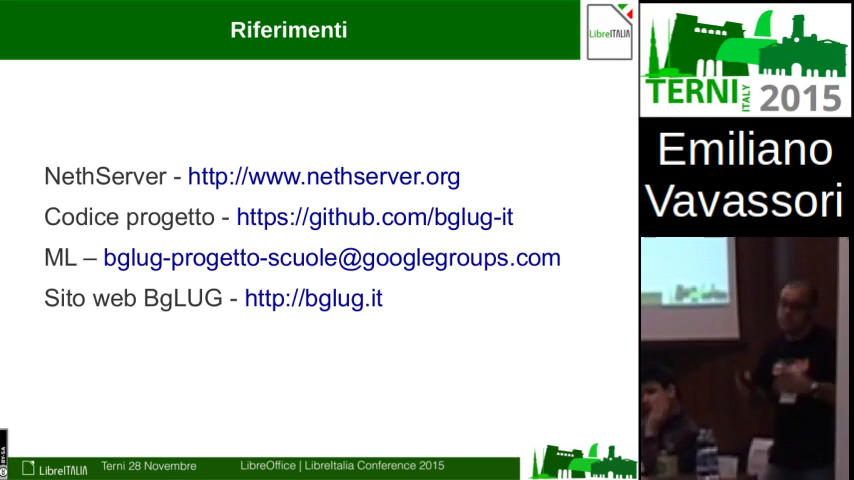 Riferimenti
LibreITALIA
NethServer - http://www.nethserver.org
Codice progetto - https://github.com/bglug-it
ML – bglug-progetto-scuole@googlegroups.com
Sito web BgLUG - http://bglug.it
BY-SA
LibreITALIA
Terni 28 Novembre
LibreOffice | LibreItalia Conference 2015
TERNI
ITALY
2015
Emiliano
Vavassori